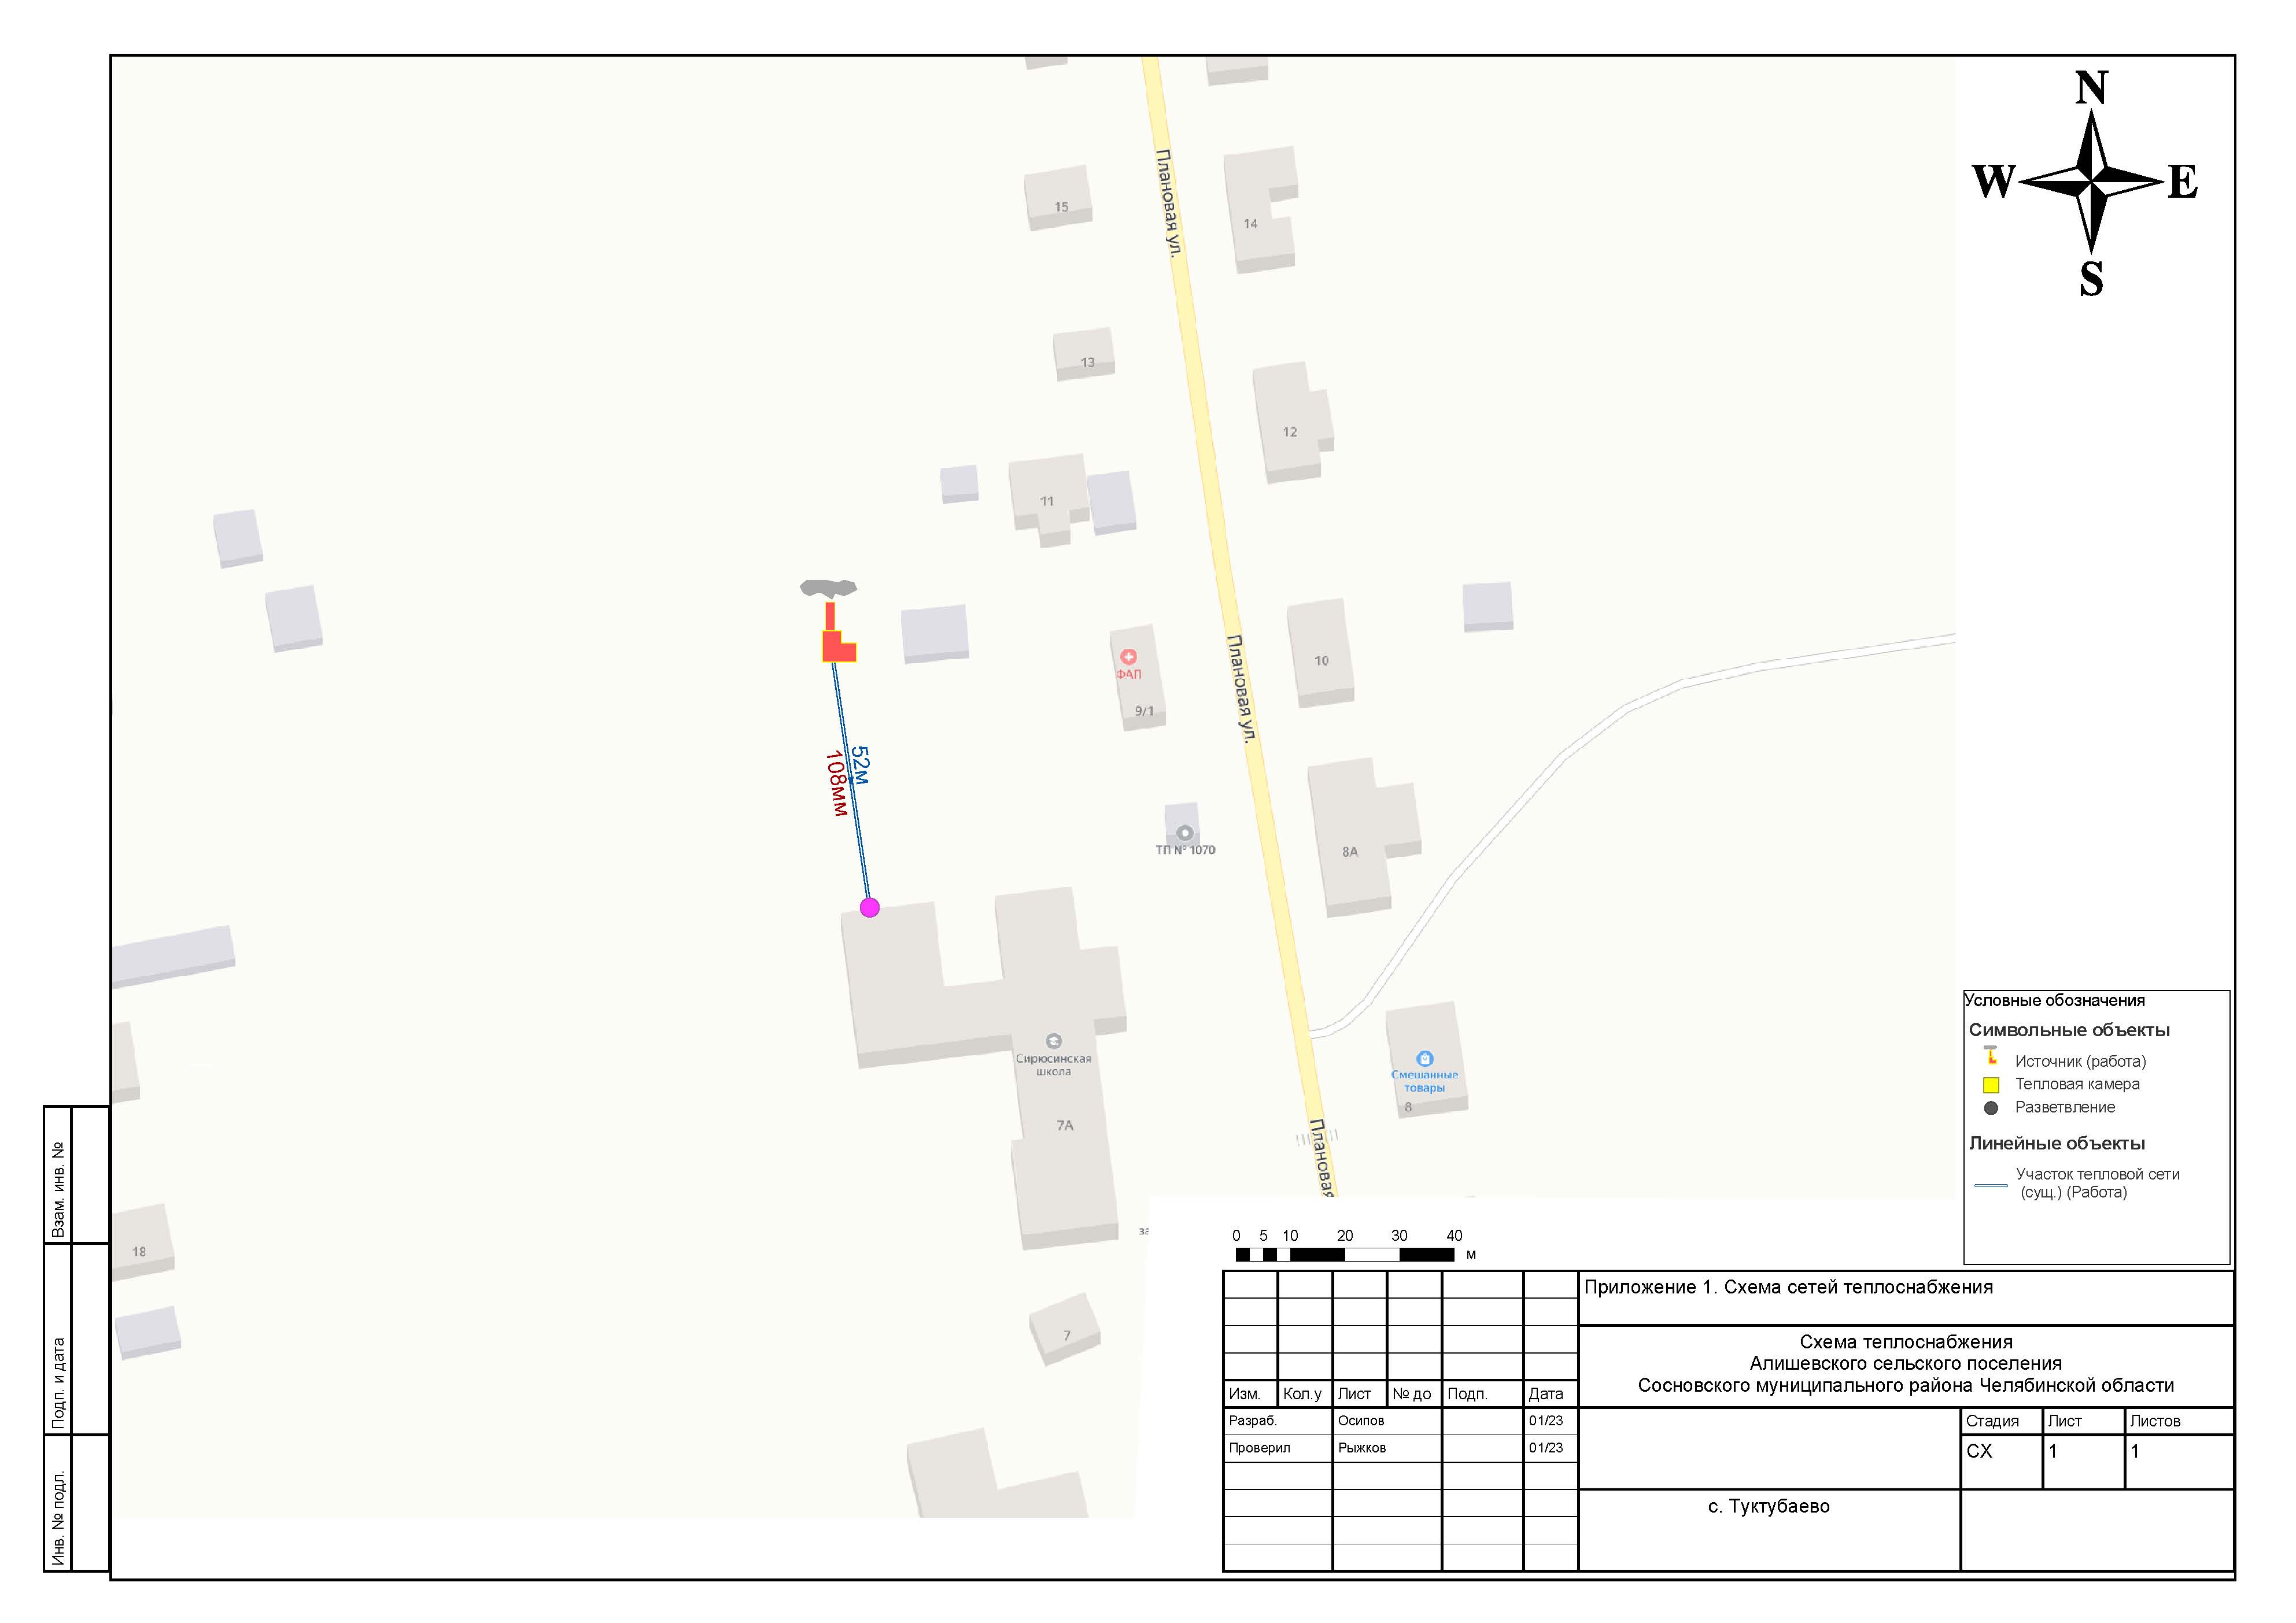 N
W
E
S
Плановая ул.
15
14
13
12
11
ФАП
9/1
10
Плановая ул.
52м
108мм
ТП № 1070
8А
Сирюсинская
школа
7А
Смешанные
товары
8
Плановая
18
7
Условные обозначения
Символьные объекты
Источник (работа)
Тепловая камера
Разветвление
Линейные объекты
Участок тепловой сети
(сущ.) (Работа)
0 5 10 20 30 40
м
Взам. инв. №
Подп. и дата
Инв. № подл.
Приложение 1. Схема сетей теплоснабжения
Схема теплоснабжения
Алишевского сельского поселения
Сосновского муниципального района Челябинской области
Изм. Кол.у Лист № до Подп. Дата
Разраб. Осипов 01/23
Проверил Рыжков 01/23
Стадия Лист Листов
СХ 1 1
с. Туктубаево